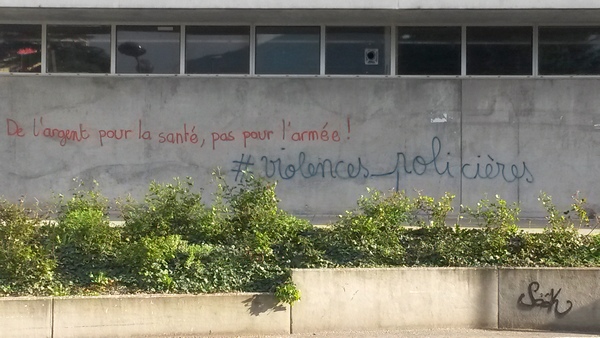 De l'argent pour la santé, pas pour l'armée !
#violences_policières